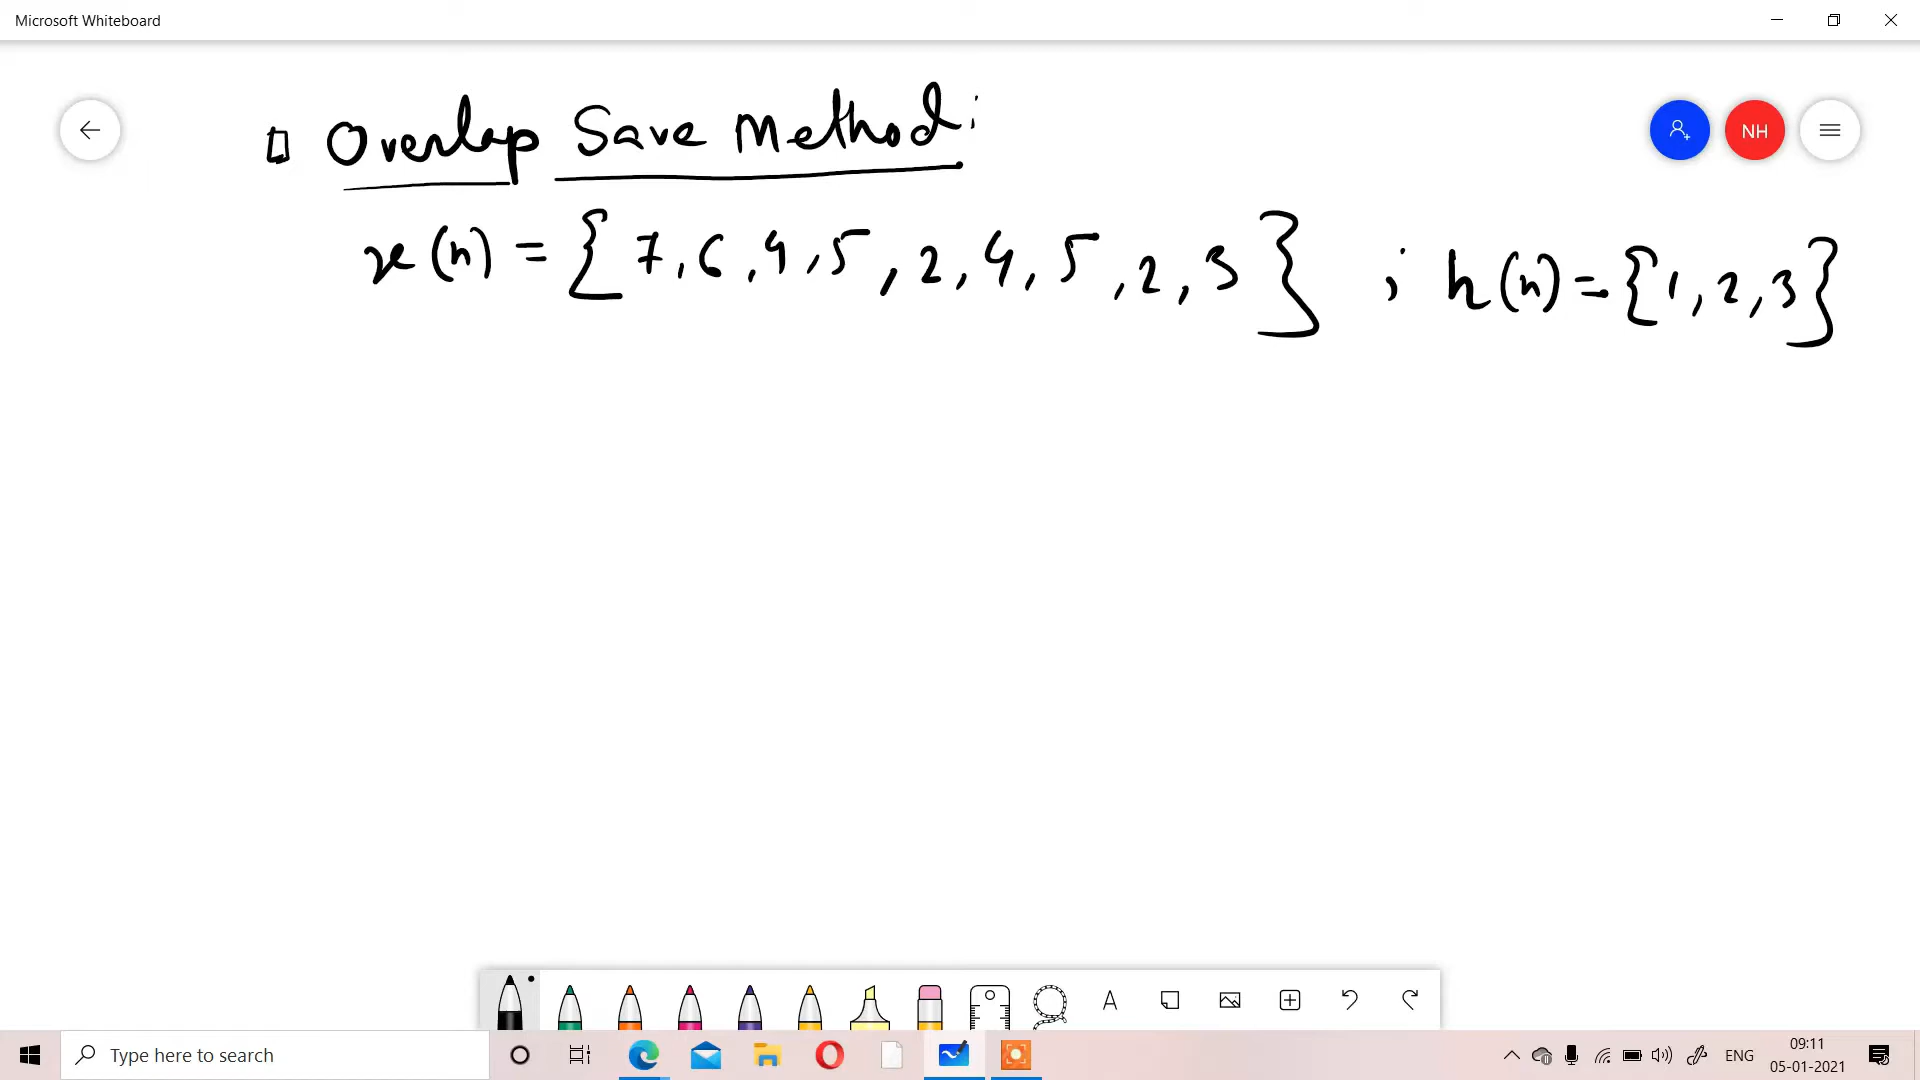 Microsoft Whiteboard
Overlap Save Method:
NH
x(n) = {7, 6, 4, 5, 2, 4, 5, 2, 3} ; h(n) = {1, 2, 3}
A
Type here to search
ENG
09:11
05-01-2021